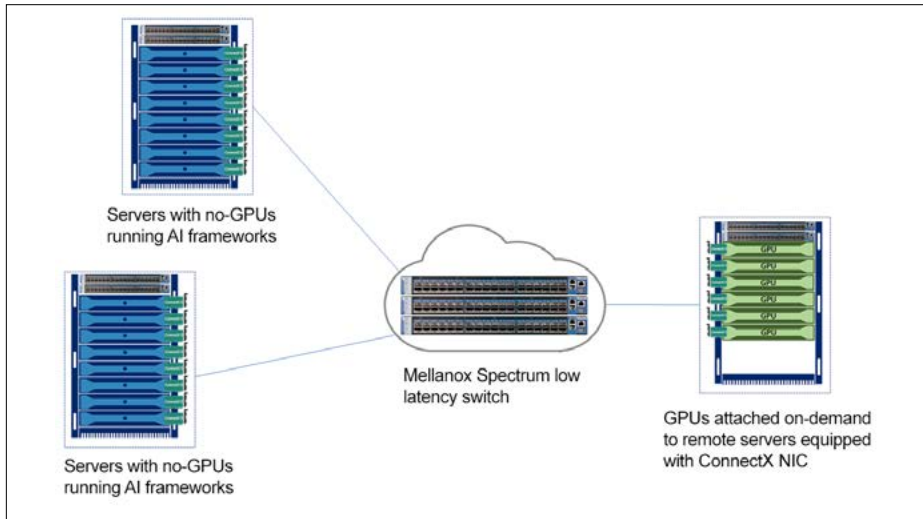 Servers with no-GPUs
running AI frameworks
Servers with no-GPUs
running AI frameworks
Mellanox Spectrum low
latency switch
GPU
GPU
GPU
GPU
GPU
GPU
GPUs attached on-demand
to remote servers equipped
with ConnectX NIC